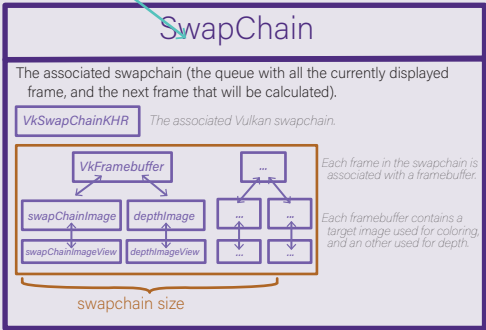 SwapChain
The associated swapchain (the queue with all the currently displayed
frame, and the next frame that will be calculated).
VkSwapChainKHR
The associated Vulkan swapchain.
VkFramebuffer
...
Each frame in the swapchain is
associated with a framebuffer.
swapChainImage
depthImage
...
...
Each framebuffer contains a
target image used for coloring,
and an other used for depth.
swapChainImageView
depthImageView
...
...
swapchain size